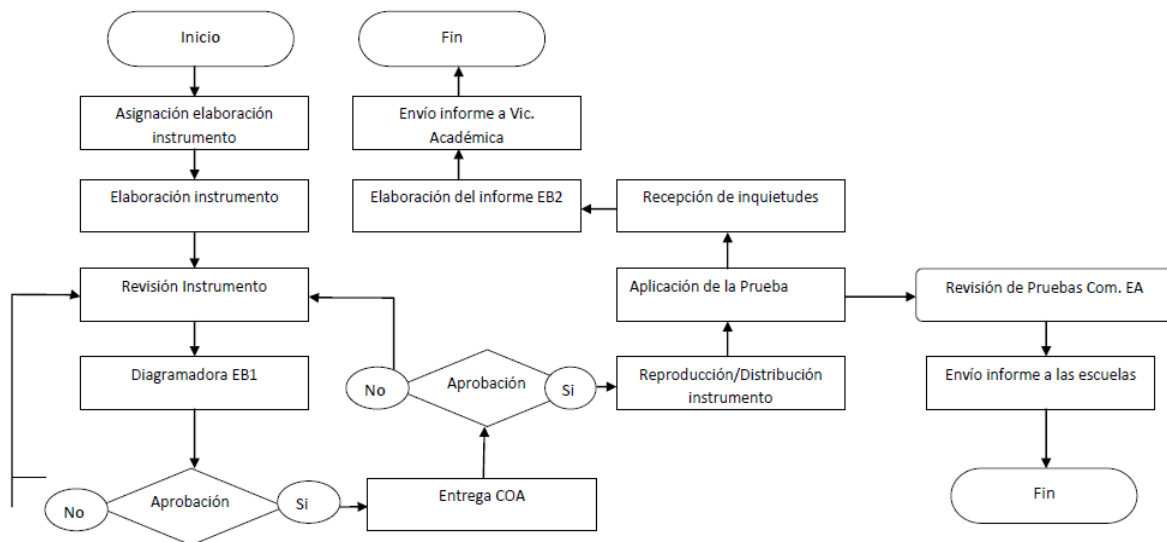 Inicio
Fin
Asignación elaboración
instrumento
Envío informe a Vic.
Académica
Elaboración instrumento
Elaboración del informe EB2
Recepción de inquietudes
Revisión Instrumento
Aplicación de la Prueba
Revisión de Pruebas Com. EA
Diagramadora EB1
No
Aprobación
Si
Reproducción/Distribución
instrumento
Envío informe a las escuelas
No
Aprobación
Si
Entrega COA
Fin